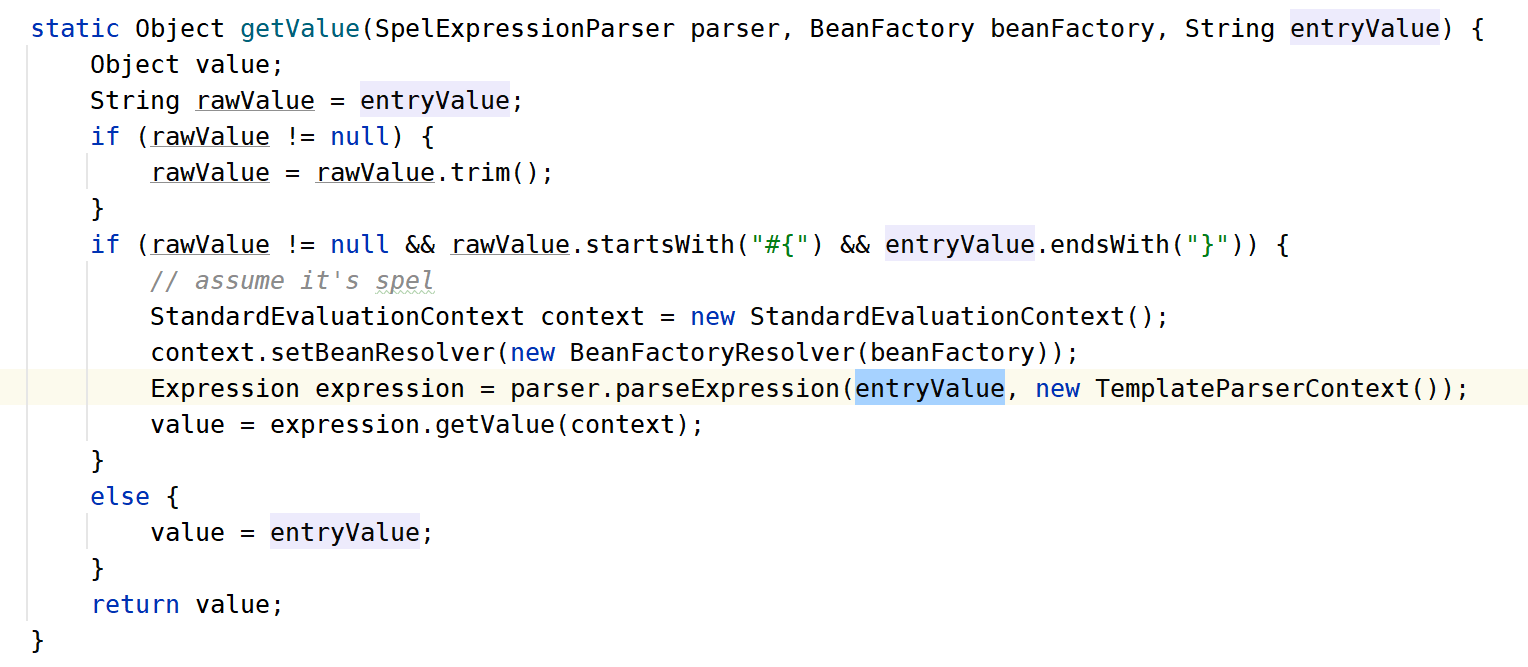 static Object getValue(SpelExpressionParser parser, BeanFactory beanFactory, String entryValue) {
    Object value;
    String rawValue = entryValue;
    if (rawValue != null) {
        rawValue = rawValue.trim();
    }
    if (rawValue != null && rawValue.startsWith("#{") && entryValue.endsWith("}")) {
        // assume it's spel
        StandardEvaluationContext context = new StandardEvaluationContext();
        context.setBeanResolver(new BeanFactoryResolver(beanFactory));
        Expression expression = parser.parseExpression(entryValue, new TemplateParserContext());
        value = expression.getValue(context);
    }
    else {
        value = entryValue;
    }
    return value;
}